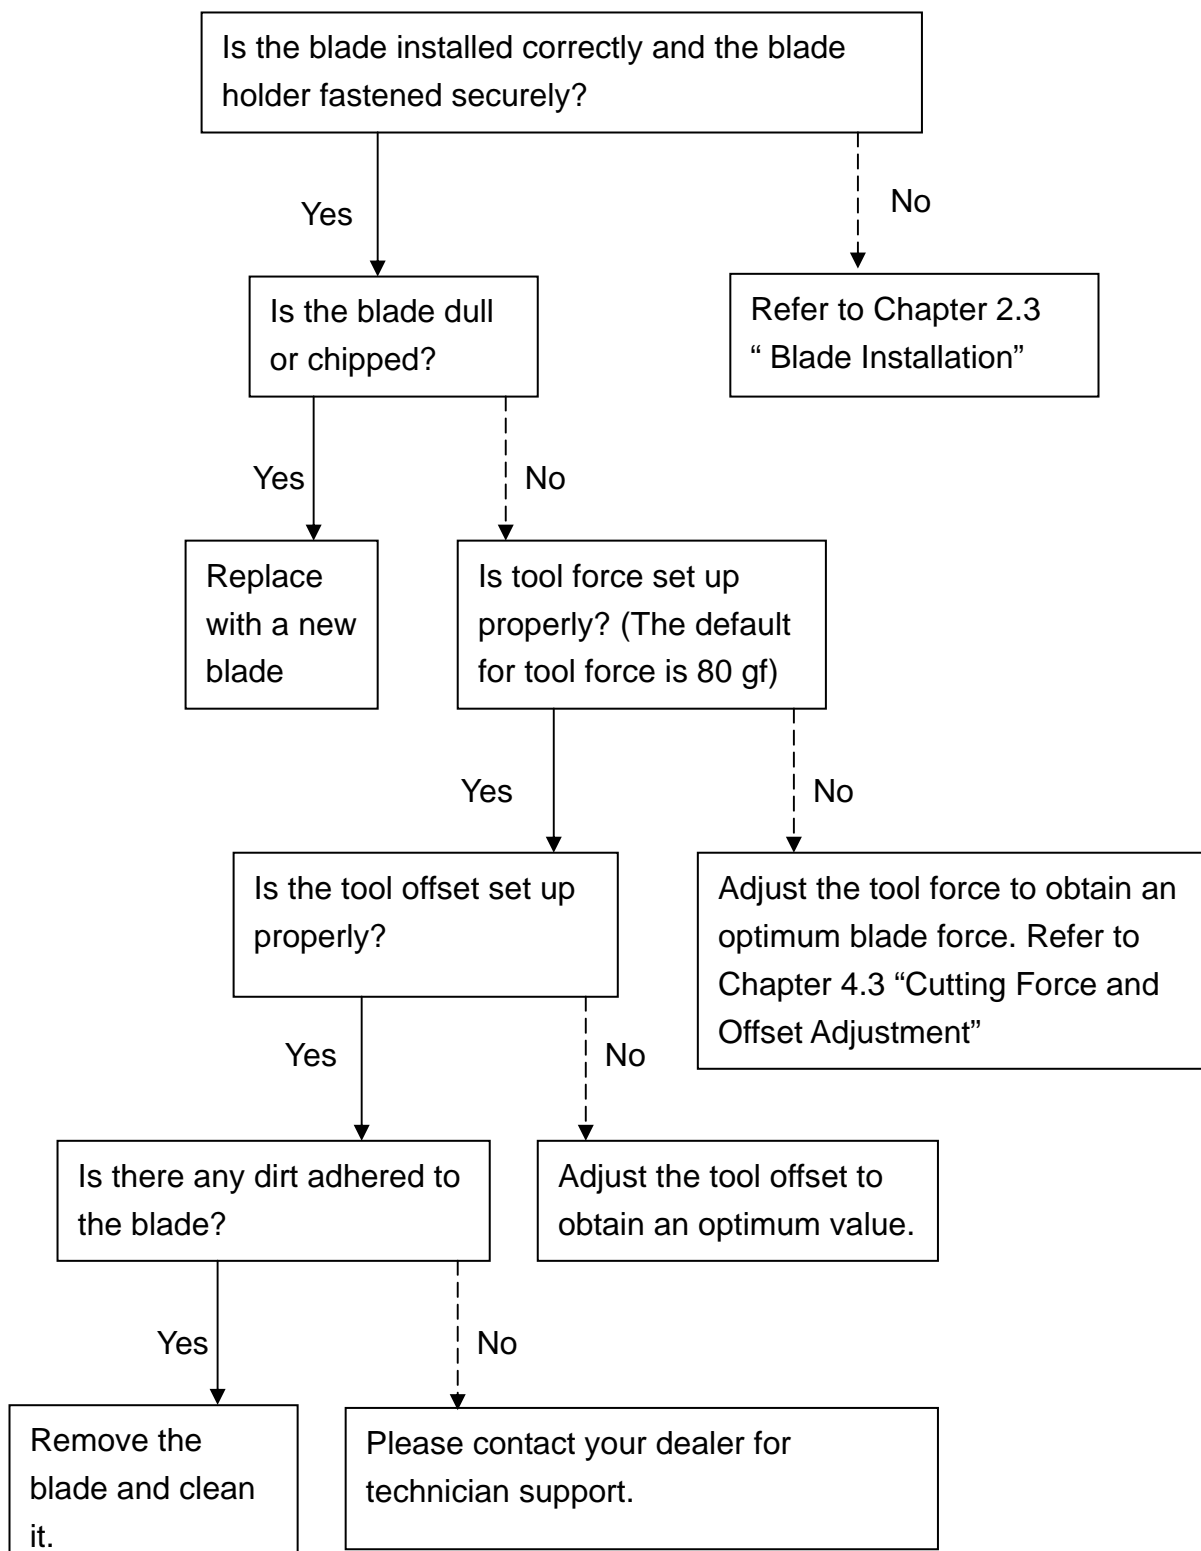 Is the blade installed correctly and the blade
holder fastened securely?
Yes
No
Is the blade dull
or chipped?
Refer to Chapter 2.3
“ Blade Installation”
Yes
No
Replace
with a new
blade
Is tool force set up
properly? (The default
for tool force is 80 gf)
Yes
No
Is the tool offset set up
properly?
Adjust the tool force to obtain an
optimum blade force. Refer to
Chapter 4.3 “Cutting Force and
Offset Adjustment”
Yes
No
Is there any dirt adhered to
the blade?
Adjust the tool offset to
obtain an optimum value.
Yes
No
Remove the
blade and clean
it.
Please contact your dealer for
technician support.